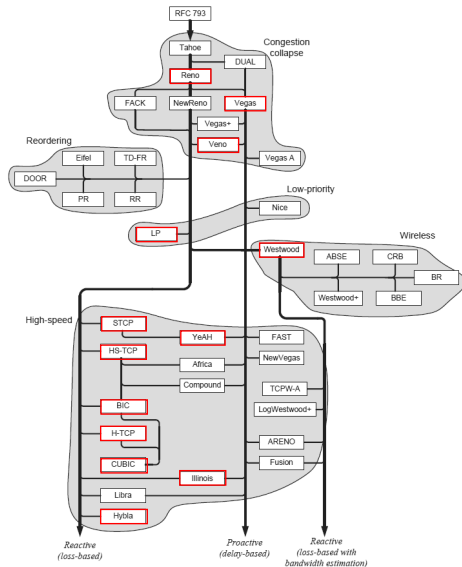 RFC 793
Tahoe
Congestion
collapse
DUAL
Reno
FACK
NewReno
Vegas
Vegas+
Veno
Vegas A
Reordering
Eifel
TD-FR
DOOR
PR
RR
Low-priority
Nice
LP
Wireless
Westwood
ABSE
CRB
BR
Westwood+
BBE
High-speed
STCP
YeAH
FAST
HS-TCP
NewVegas
Africa
Compound
TCPW-A
BIC
LogWestwood+
H-TCP
ARENO
CUBIC
Fusion
Illinois
Libra
Hybla
Reactive
(loss-based)
Proactive
(delay-based)
Reactive
(loss-based with
bandwidth estimation)